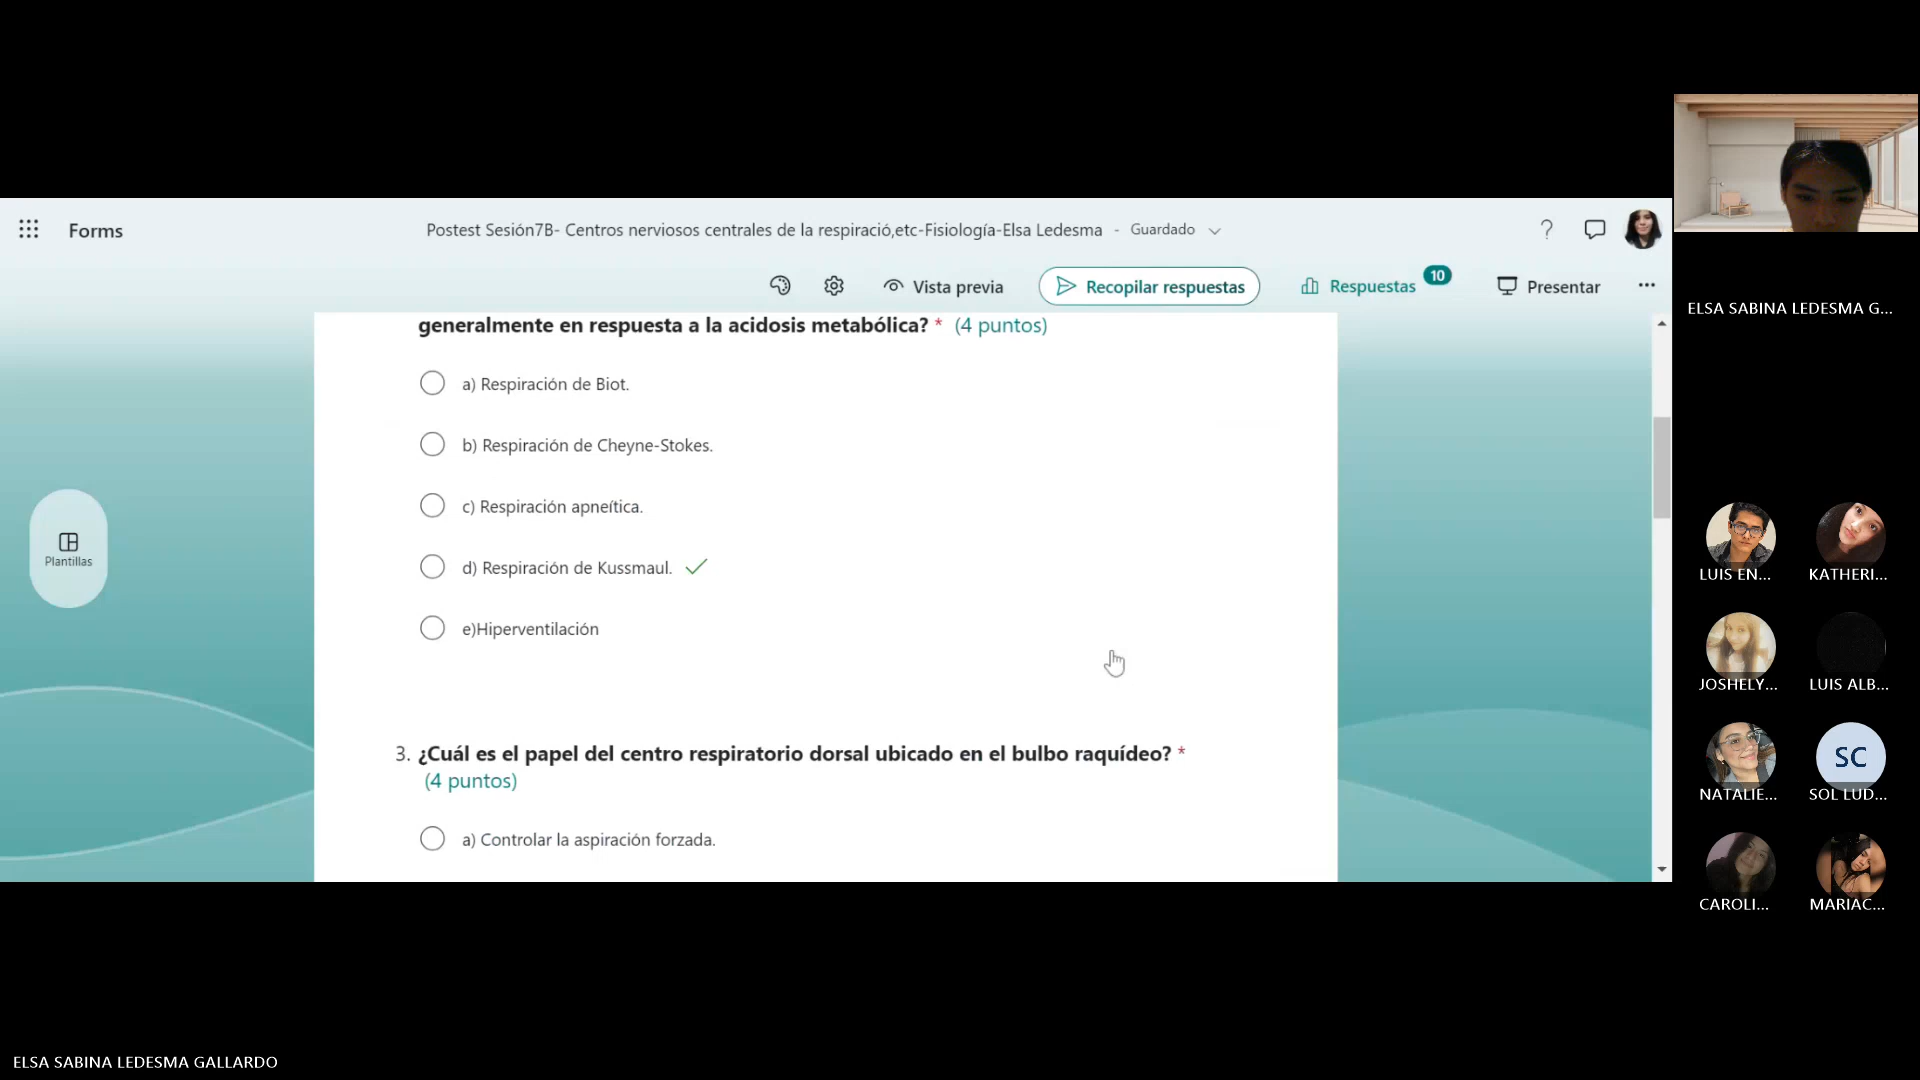 Forms
Postest Sesión7B- Centros nerviosos centrales de la respiració,etc-Fisiología-Elsa Ledesma - Guardado
?
Vista previa
Recopilar respuestas
Respuestas 10
Presentar
generalmente en respuesta a la acidosis metabólica? * (4 puntos)
a) Respiración de Biot.
b) Respiración de Cheyne-Stokes.
c) Respiración apneítica.
d) Respiración de Kussmaul.
e)Hiperventilación
3. ¿Cuál es el papel del centro respiratorio dorsal ubicado en el bulbo raquídeo? *
(4 puntos)
a) Controlar la aspiración forzada.
Plantillas
ELSA SABINA LEDESMA G...
LUIS EN...
KATHERI...
JOSHELY...
LUIS ALB...
NATALIE...
SC
SOL LUD...
CAROLI...
MARIAC...
ELSA SABINA LEDESMA GALLARDO